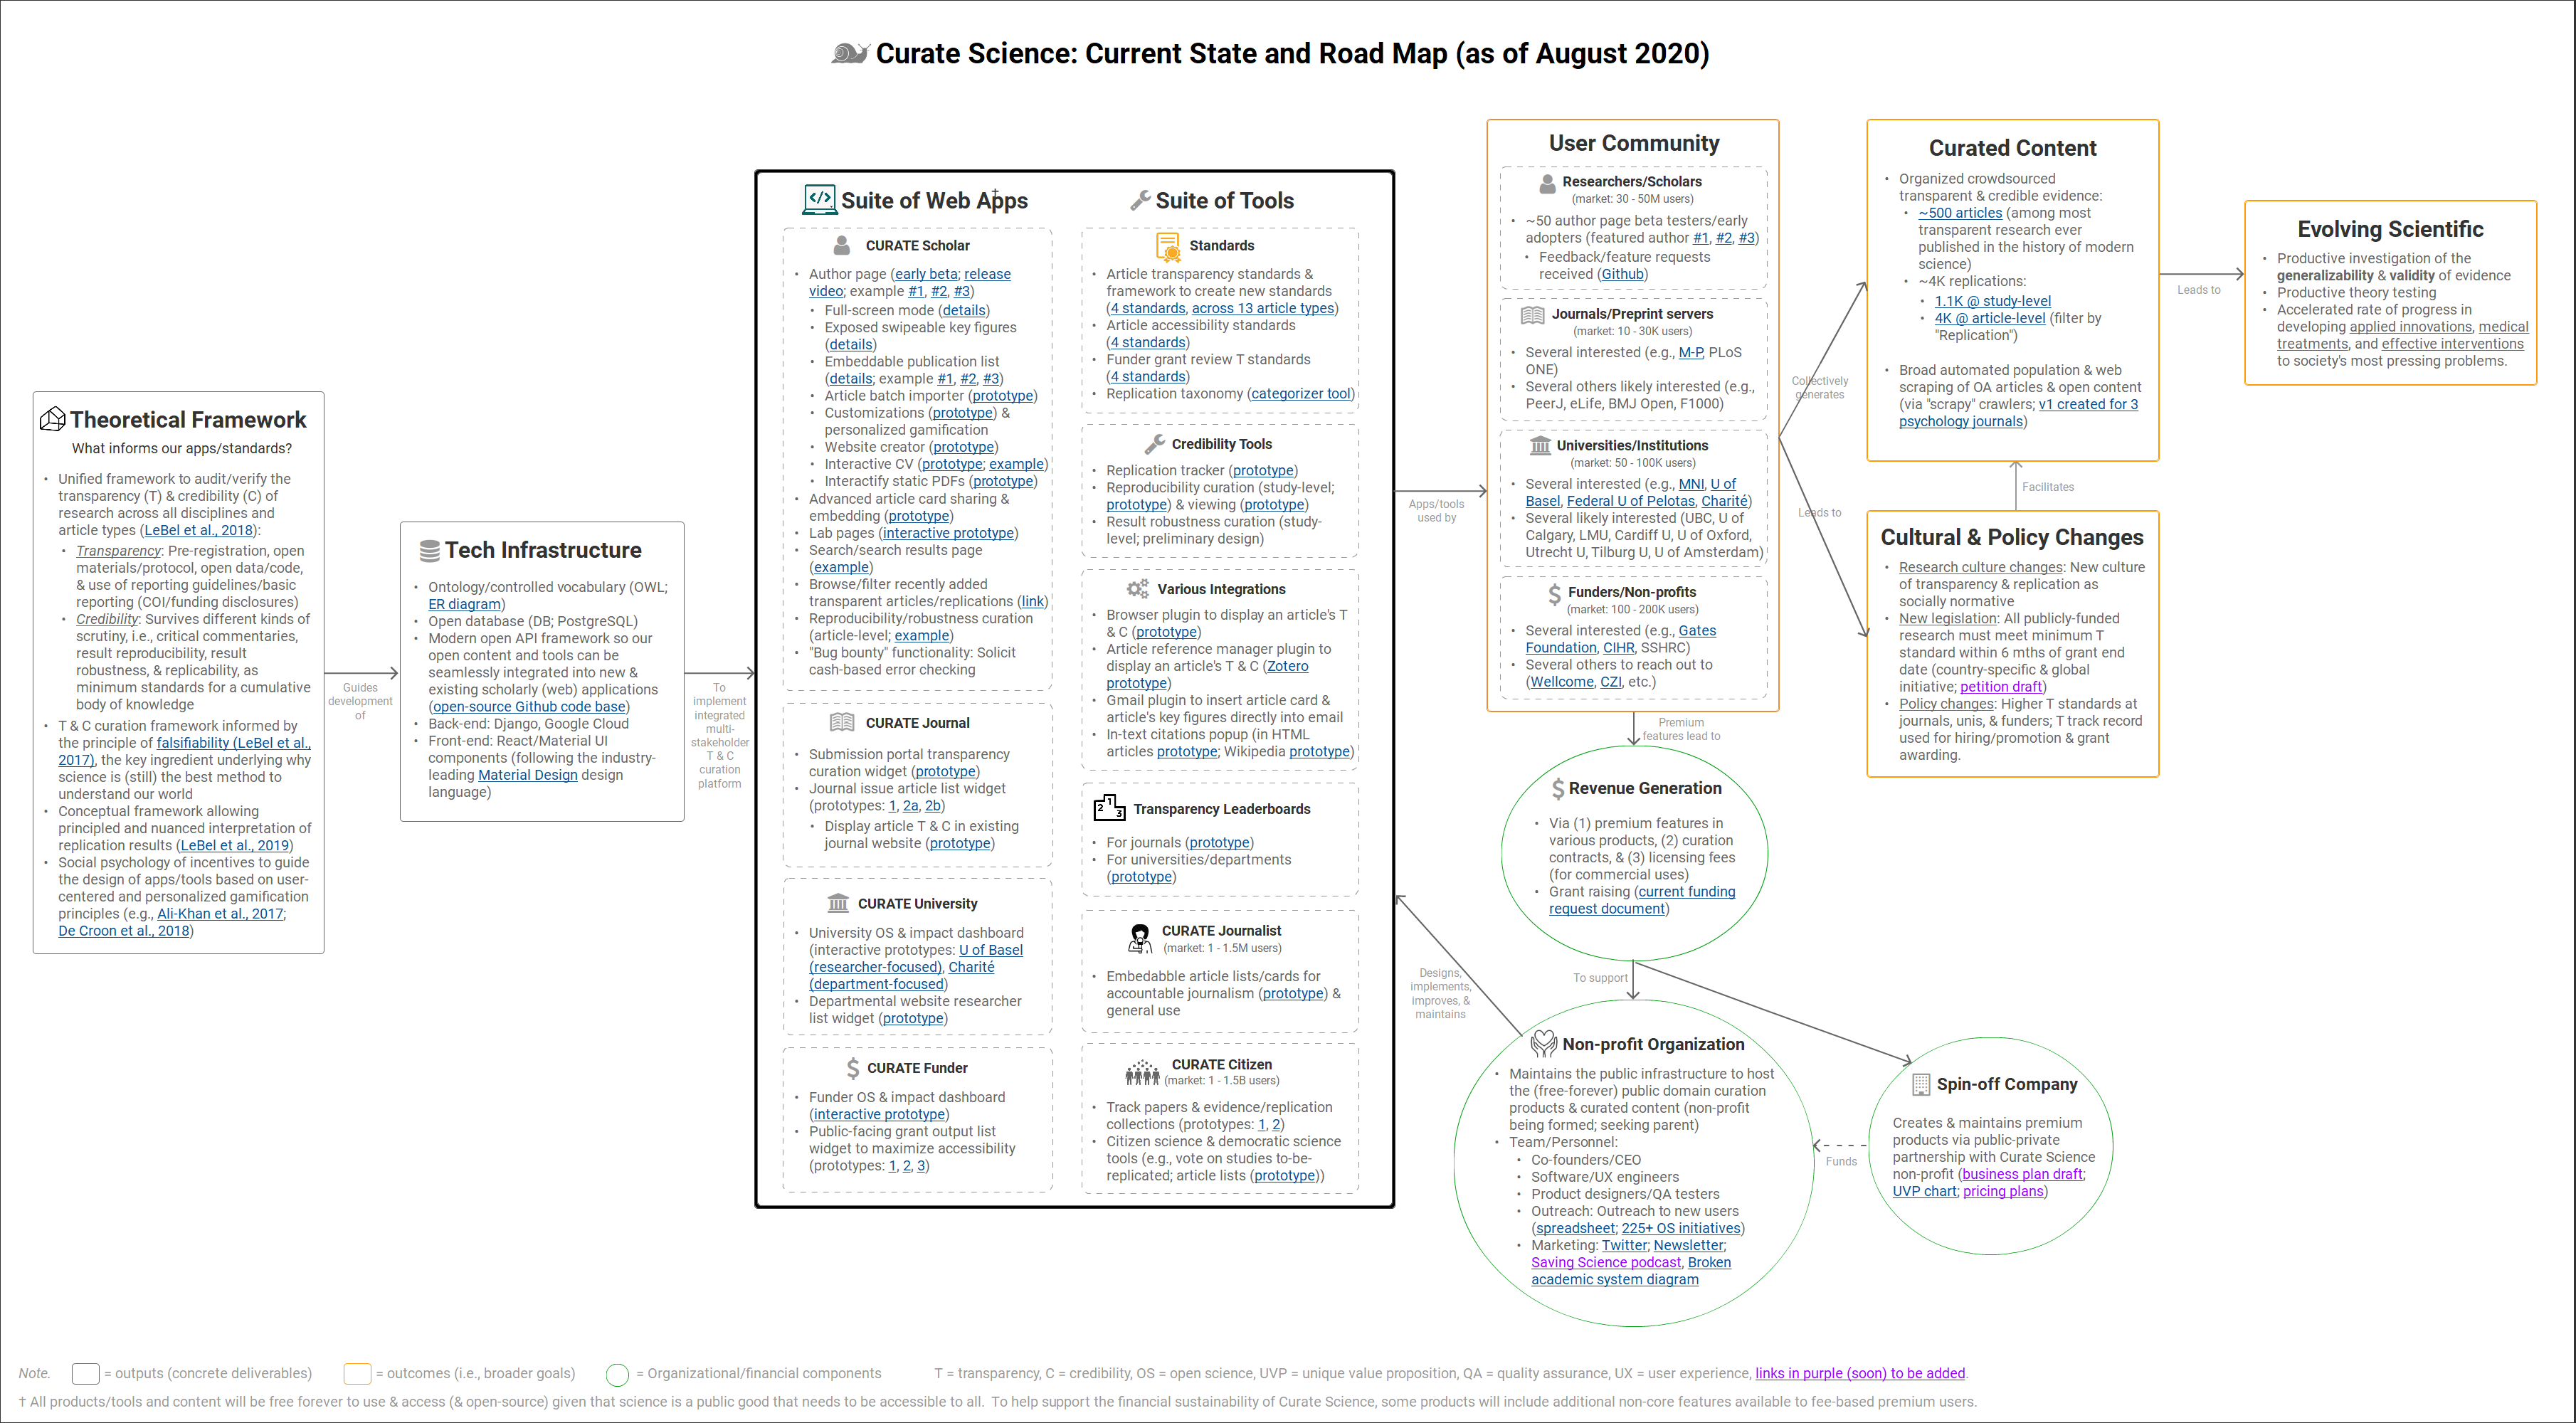 Curate Science: Current State and Road Map (as of August 2020)
Theoretical Framework
What informs our apps/standards?
• Unified framework to audit/verify the
transparency (T) & credibility (C) of
research across all disciplines and
article types (LeBel et al., 2018):
• Transparency: Pre-registration, open
materials/protocol, open data/code,
& use of reporting guidelines/basic
reporting (COI/funding disclosures)
• Credibility: Survives different kinds of
scrutiny, i.e., critical commentaries,
result reproducibility, result
robustness, & replicability, as
minimum standards for a cumulative
body of knowledge
• T & C curation framework informed by
the principle of falsifiability (LeBel et al.,
2017), the key ingredient underlying why
science is (still) the best method to
understand our world
• Conceptual framework allowing
principled and nuanced interpretation of
replication results (LeBel et al., 2019)
• Social psychology of incentives to guide
the design of apps/tools based on user-
centered and personalized gamification
principles (e.g., Ali-Khan et al., 2017;
De Croon et al., 2018)
Guides
development
of
Tech Infrastructure
• Ontology/controlled vocabulary (OWL;
ER diagram)
• Open database (DB; PostgreSQL)
• Modern open API framework so our
open content and tools can be
seamlessly integrated into new &
existing scholarly (web) applications
(open-source Github code base)
• Back-end: Django, Google Cloud
• Front-end: React/Material UI
components (following the industry-
leading Material Design design
language)
To
implement
integrated
multi-
stakeholder
T & C
curation
platform
Suite of Web Apps†
CURATE Scholar
• Author page (early beta; release
video; example #1, #2, #3)
• Full-screen mode (details)
• Exposed swipeable key figures
(details)
• Embeddable publication list
(details; example #1, #2, #3)
• Article batch importer (prototype)
• Customizations (prototype) &
personalized gamification
• Website creator (prototype)
• Interactive CV (prototype; example)
• Interactify static PDFs (prototype)
• Advanced article card sharing &
embedding (prototype)
• Lab pages (interactive prototype)
• Search/search results page
(example)
• Browse/filter recently added
transparent articles/replications (link)
• Reproducibility/robustness curation
(article-level; example)
• "Bug bounty" functionality: Solicit
cash-based error checking
CURATE Journal
• Submission portal transparency
curation widget (prototype)
• Journal issue article list widget
(prototypes: 1, 2a, 2b)
• Display article T & C in existing
journal website (prototype)
CURATE University
• University OS & impact dashboard
(interactive prototypes: U of Basel
(researcher-focused), Charité
(department-focused)
• Departmental website researcher
list widget (prototype)
CURATE Funder
• Funder OS & impact dashboard
(interactive prototype)
• Public-facing grant output list
widget to maximize accessibility
(prototypes: 1, 2, 3)
Suite of Tools
Standards
• Article transparency standards &
framework to create new standards
(4 standards, across 13 article types)
• Article accessibility standards
(4 standards)
• Funder grant review T standards
(4 standards)
• Replication taxonomy (categorizer tool)
Credibility Tools
• Replication tracker (prototype)
• Reproducibility curation (study-level;
prototype) & viewing (prototype)
• Result robustness curation (study-
level; preliminary design)
Various Integrations
• Browser plugin to display an article's T
& C (prototype)
• Article reference manager plugin to
display an article's T & C (Zotero
prototype)
• Gmail plugin to insert article card &
article's key figures directly into email
• In-text citations popup (in HTML
articles prototype; Wikipedia prototype)
2 1 3
Transparency Leaderboards
• For journals (prototype)
• For universities/departments
(prototype)
CURATE Journalist
(market: 1 - 1.5M users)
• Embedabble article lists/cards for
accountable journalism (prototype) &
general use
CURATE Citizen
(market: 1 - 1.5B users)
• Track papers & evidence/replication
collections (prototypes: 1, 2)
• Citizen science & democratic science
tools (e.g., vote on studies to-be-
replicated; article lists (prototype))
Apps/tools
used by
User Community
Researchers/Scholars
(market: 30 - 50M users)
• ~50 author page beta testers/early
adopters (featured author #1, #2, #3)
• Feedback/feature requests
received (Github)
Journals/Preprint servers
(market: 10 - 30K users)
• Several interested (e.g., M-P, PLoS
ONE)
• Several others likely interested (e.g.,
PeerJ, eLife, BMJ Open, F1000)
Universities/Institutions
(market: 50 - 100K users)
• Several interested (e.g., MNI, U of
Basel, Federal U of Pelotas, Charité)
• Several likely interested (UBC, U of
Calgary, LMU, Cardiff U, U of Oxford,
Utrecht U, Tilburg U, U of Amsterdam)
$ Funders/Non-profits
(market: 100 - 200K users)
• Several interested (e.g., Gates
Foundation, CIHR, SSHRC)
• Several others to reach out to
(Wellcome, CZI, etc.)
Collectively
generates
Leads to
Curated Content
• Organized crowdsourced
transparent & credible evidence:
• ~500 articles (among most
transparent research ever
published in the history of modern
science)
• ~4K replications:
• 1.1K @ study-level
• 4K @ article-level (filter by
"Replication")
• Broad automated population & web
scraping of OA articles & open content
(via "scrapy" crawlers; v1 created for 3
psychology journals)
Facilitates
Cultural & Policy Changes
• Research culture changes: New culture
of transparency & replication as
socially normative
• New legislation: All publicly-funded
research must meet minimum T
standard within 6 mths of grant end
date (country-specific & global
initiative; petition draft)
• Policy changes: Higher T standards at
journals, unis, & funders; T track record
used for hiring/promotion & grant
awarding.
Leads to
Evolving Scientific
• Productive investigation of the
generalizability & validity of evidence
• Productive theory testing
• Accelerated rate of progress in
developing applied innovations, medical
treatments, and effective interventions
to society's most pressing problems.
Premium
features lead to
$ Revenue Generation
• Via (1) premium features in
various products, (2) curation
contracts, & (3) licensing fees
(for commercial uses)
• Grant raising (current funding
request document)
To support
Designs,
implements,
improves, &
maintains
Non-profit Organization
• Maintains the public infrastructure to host
the (free-forever) public domain curation
products & curated content (non-profit
being formed; seeking parent)
• Team/Personnel:
• Co-founders/CEO
• Software/UX engineers
• Product designers/QA testers
• Outreach: Outreach to new users
(spreadsheet; 225+ OS initiatives)
• Marketing: Twitter; Newsletter;
Saving Science podcast, Broken
academic system diagram
Funds
Spin-off Company
Creates & maintains premium
products via public-private
partnership with Curate Science
non-profit (business plan draft;
UVP chart; pricing plans)
Note. = outputs (concrete deliverables) = outcomes (i.e., broader goals) = Organizational/financial components T = transparency, C = credibility, OS = open science, UVP = unique value proposition, QA = quality assurance, UX = user experience, links in purple (soon) to be added.
† All products/tools and content will be free forever to use & access (& open-source) given that science is a public good that needs to be accessible to all. To help support the financial sustainability of Curate Science, some products will include additional non-core features available to fee-based premium users.